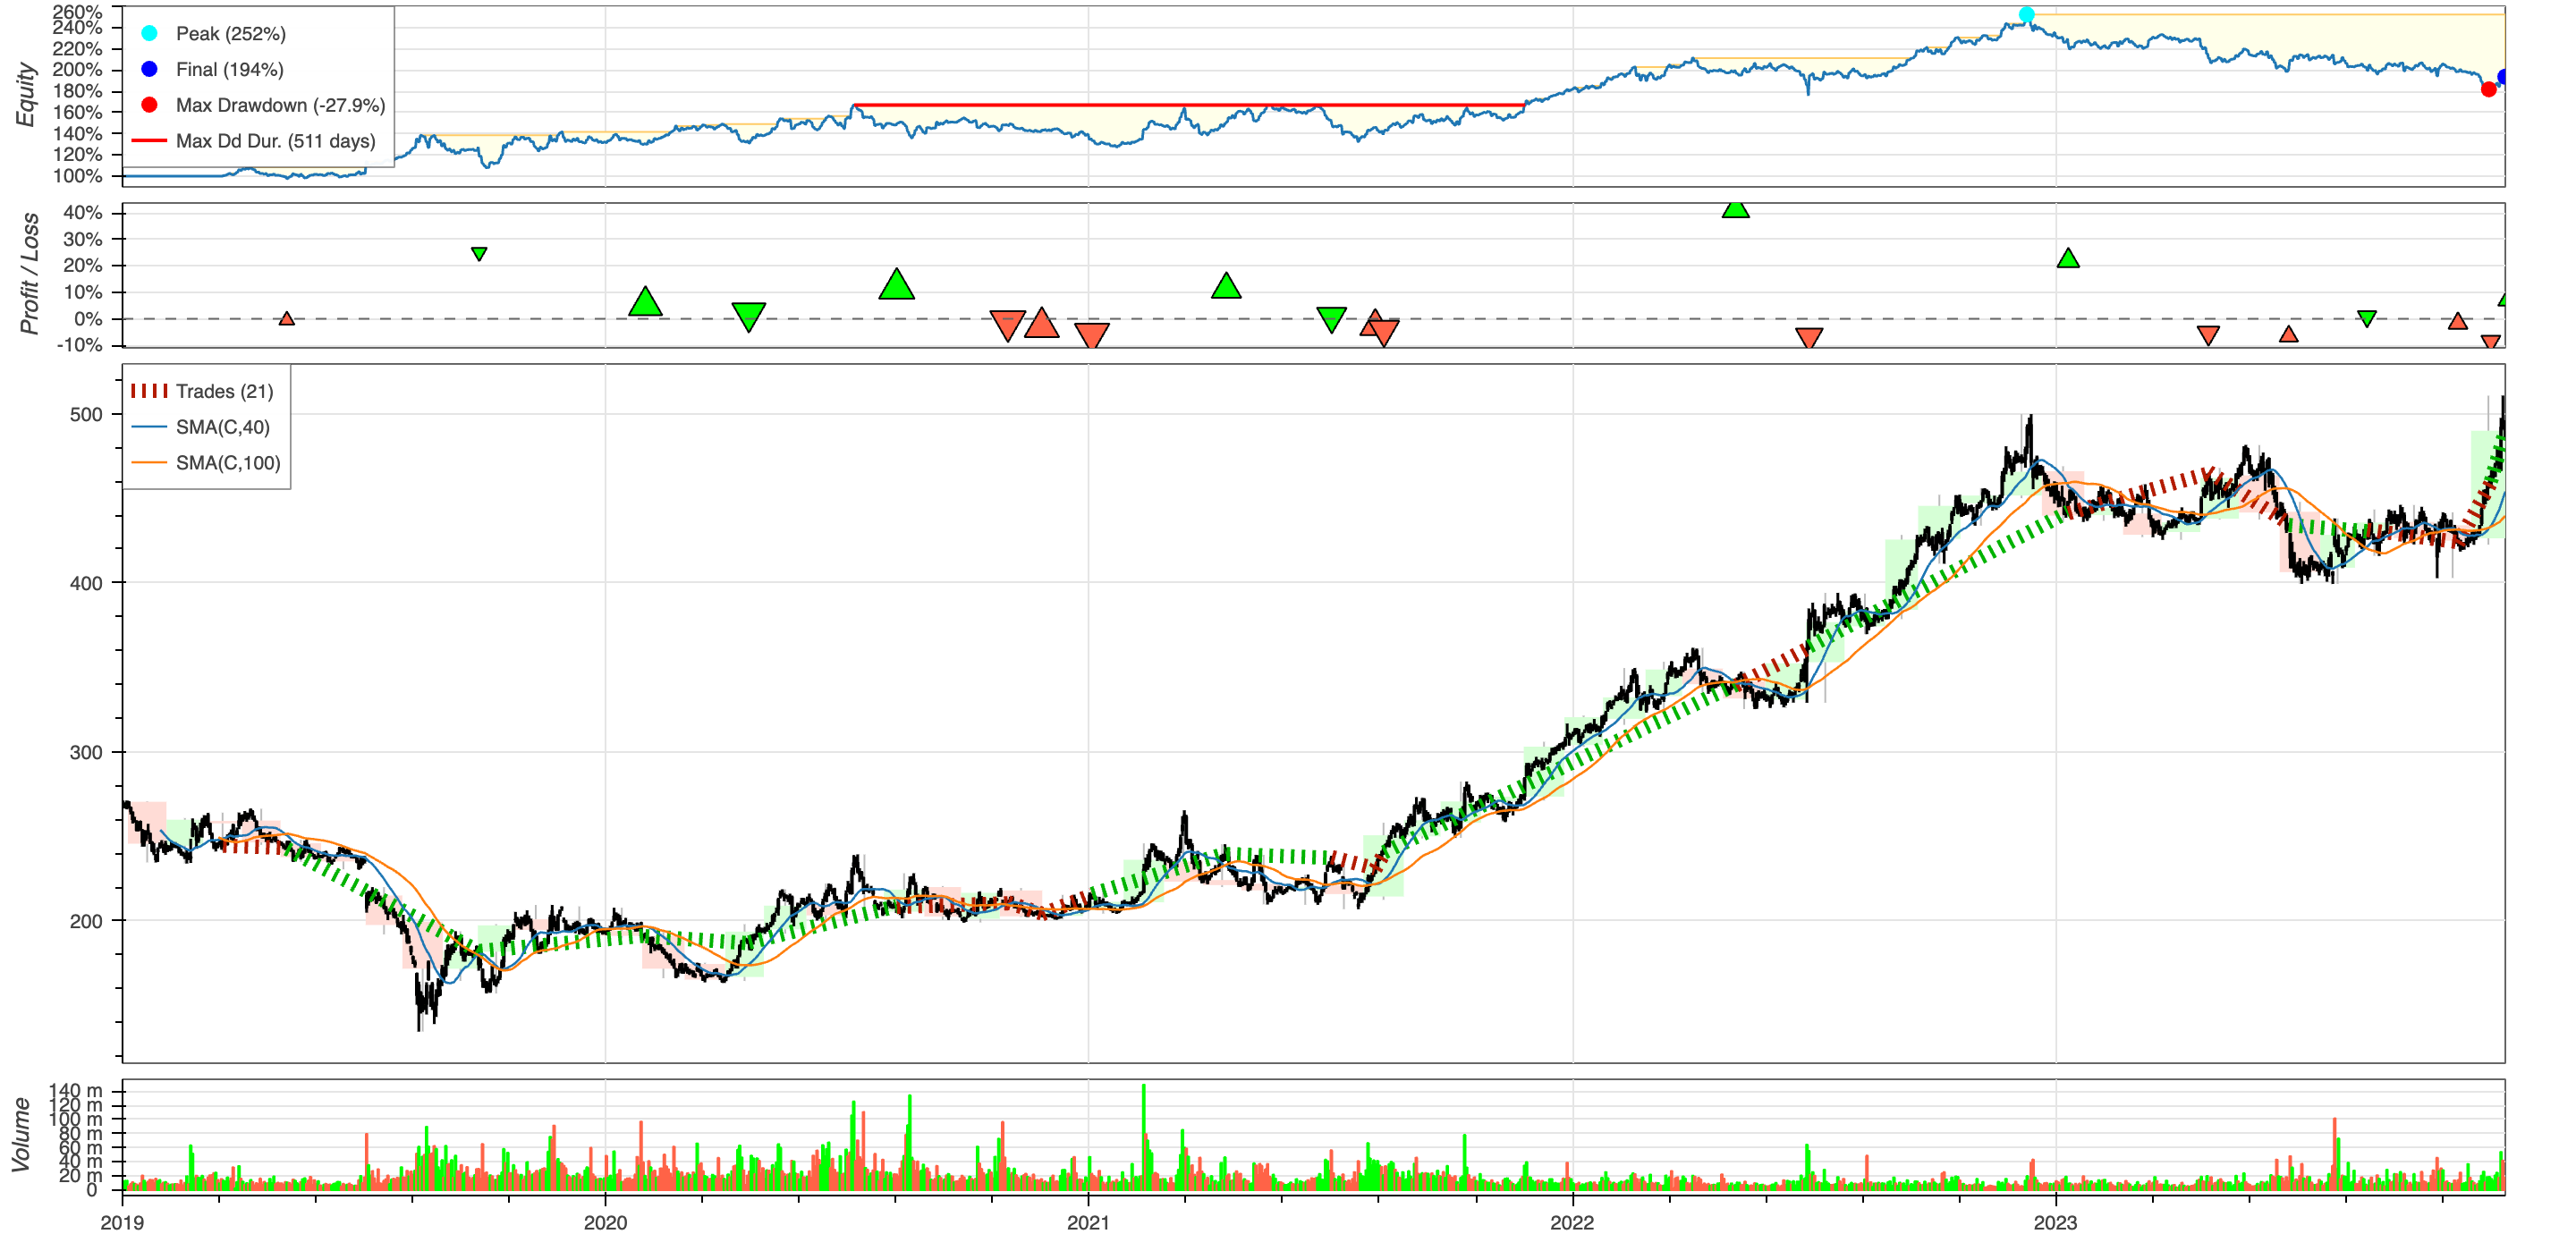 Equity
260%
240%
220%
200%
180%
160%
140%
120%
100%
Peak (252%)
Final (194%)
Max Drawdown (-27.9%)
Max Dd Dur. (511 days)
Profit / Loss
40%
30%
20%
10%
0%
-10%
500
400
300
200
Trades (21)
SMA(C,40)
SMA(C,100)
Volume
140 m
120 m
100 m
80 m
60 m
40 m
20 m
0
2019 2020 2021 2022 2023